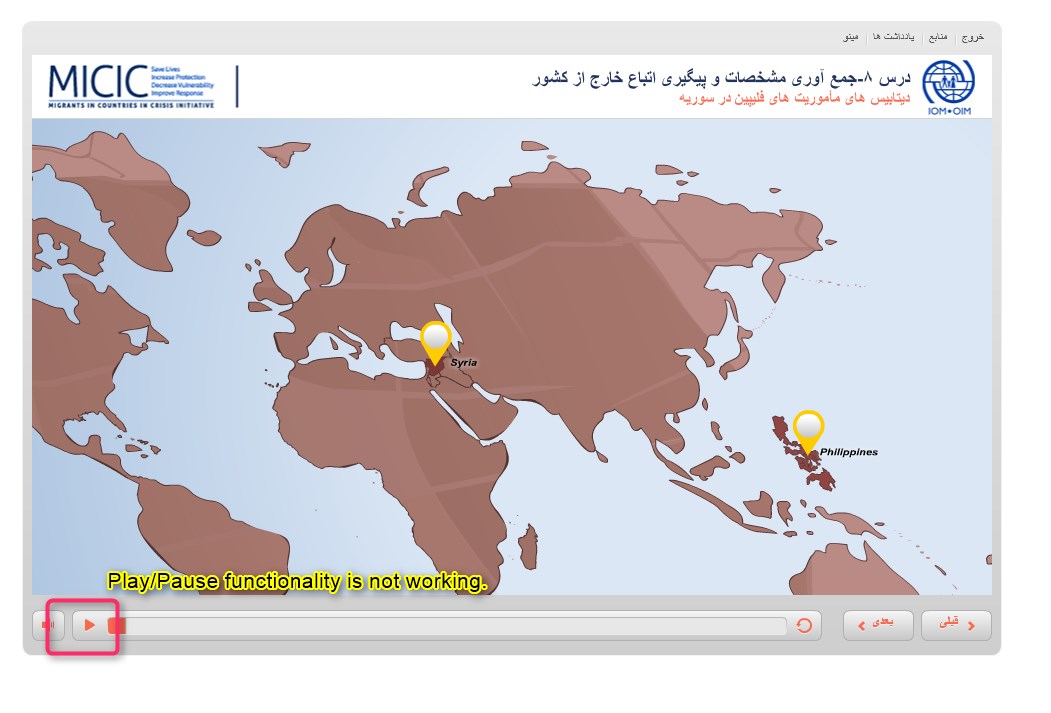 خروج
منابع
یادداشت ها
مینو
MICIC
Save Lives
Increase Protection
Decrease Vulnerability
Improve Response
MIGRANTS IN COUNTRIES IN CRISIS INITIATIVE
درس ۸-جمع آوری مشخصات و پیگیری اتباع خارج از کشور
دیتابیس های مأموریت های فلیپین در سوریه
IOM•OIM
Syria
Philippines
Play/Pause functionality is not working.
بعدی
قبلی